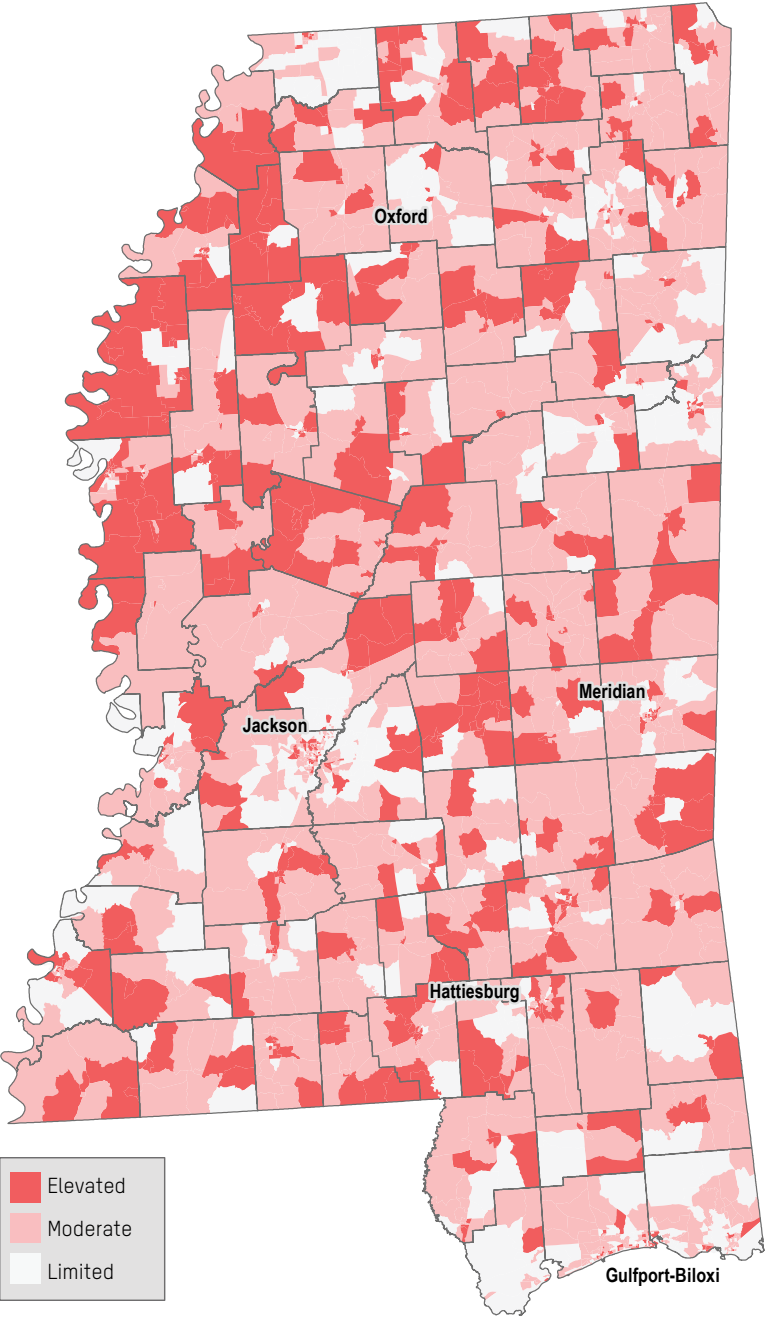 Oxford
Meridian
Jackson
Hattiesburg
Elevated
Moderate
Limited
Gulfport-Biloxi